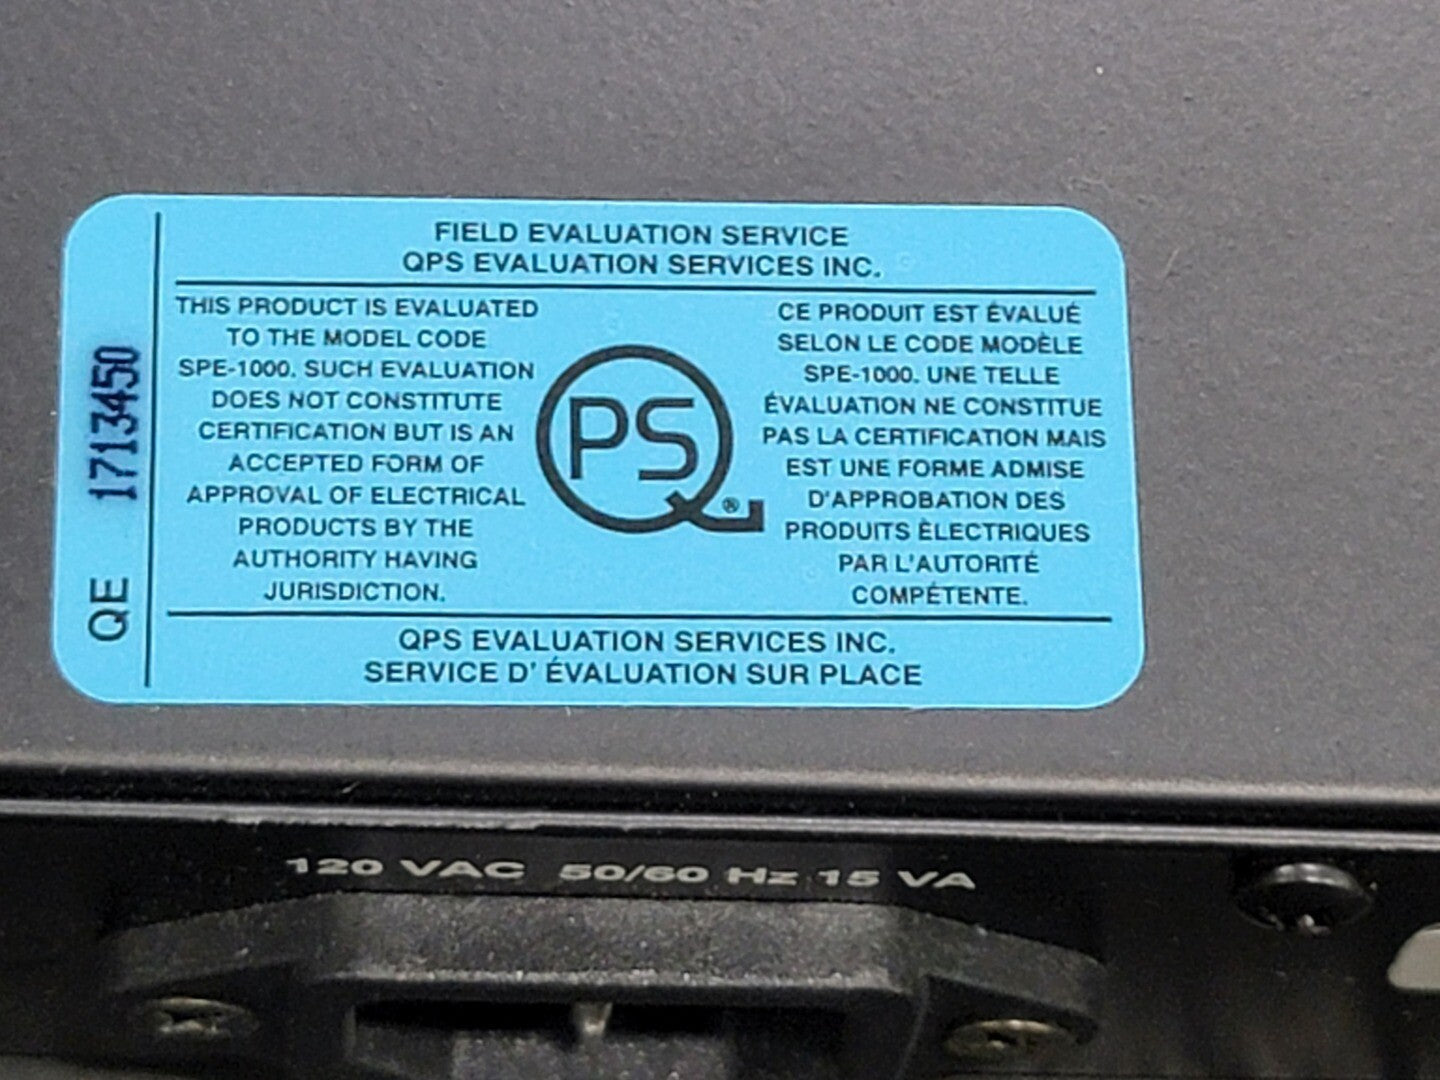 FIELD EVALUATION SERVICE
QPS EVALUATION SERVICES INC.
THIS PRODUCT IS EVALUATED
TO THE MODEL CODE
SPE-1000. SUCH EVALUATION
DOES NOT CONSTITUTE
CERTIFICATION BUT IS AN
ACCEPTED FORM OF
APPROVAL OF ELECTRICAL
PRODUCTS BY THE
AUTHORITY HAVING
JURISDICTION.
QPS®
CE PRODUIT EST ÉVALUÉ
SELON LE CODE MODÈLE
SPE-1000. UNE TELLE
ÉVALUATION NE CONSTITUE
PAS LA CERTIFICATION MAIS
EST UNE FORME ADMISE
D'APPROBATION DES
PRODUITS ÈLECTRIQUES
PAR L'AUTORITÉ
COMPÉTENTE.
QPS EVALUATION SERVICES INC.
SERVICE D' ÉVALUATION SUR PLACE
QE 1713450
120 VAC 50/60 Hz 15 VA